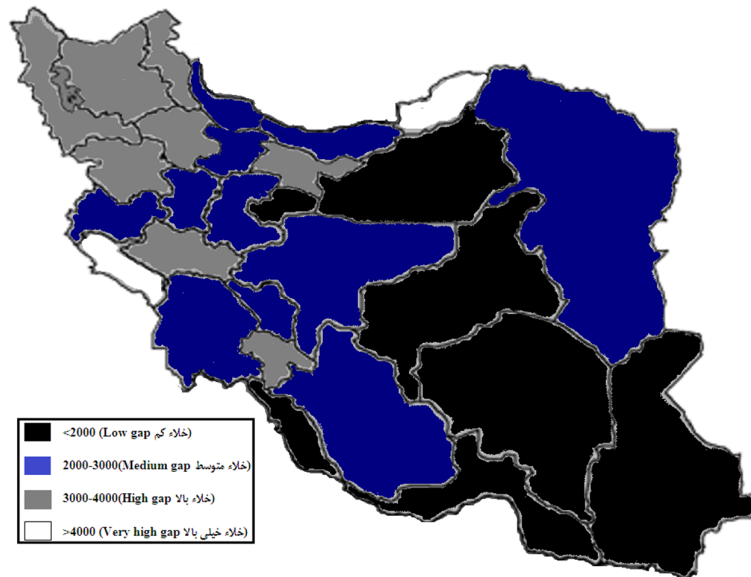 <2000 (Low gap خلاء کم)
2000-3000(Medium gap خلاء متوسط)
3000-4000(High gap خلاء بالا)
>4000 (Very high gap خلاء خیلی بالا)